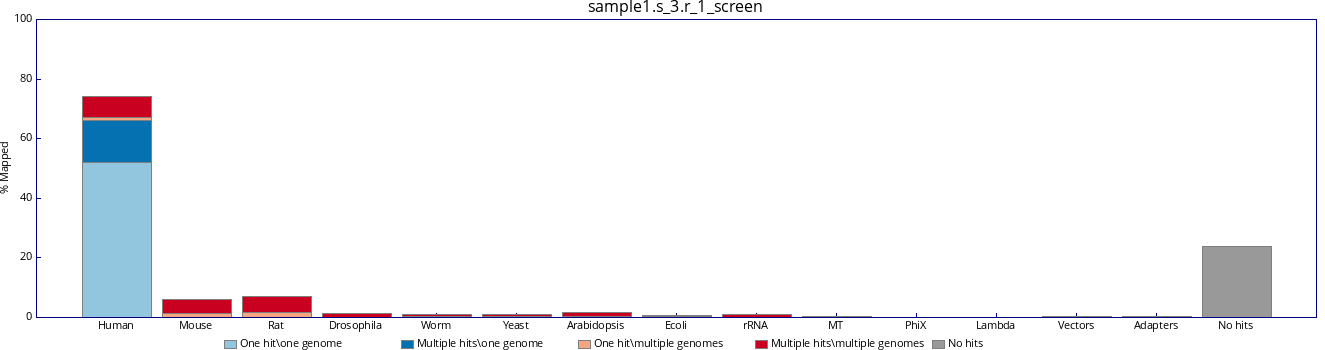 sample1.s_3.r_1_screen
% Mapped
100
80
60
40
20
0
Human Mouse Rat Drosophila Worm Yeast Arabidopsis Ecoli rRNA MT PhiX Lambda Vectors Adapters No hits
One hit\one genome Multiple hits\one genome One hit\multiple genomes Multiple hits\multiple genomes No hits